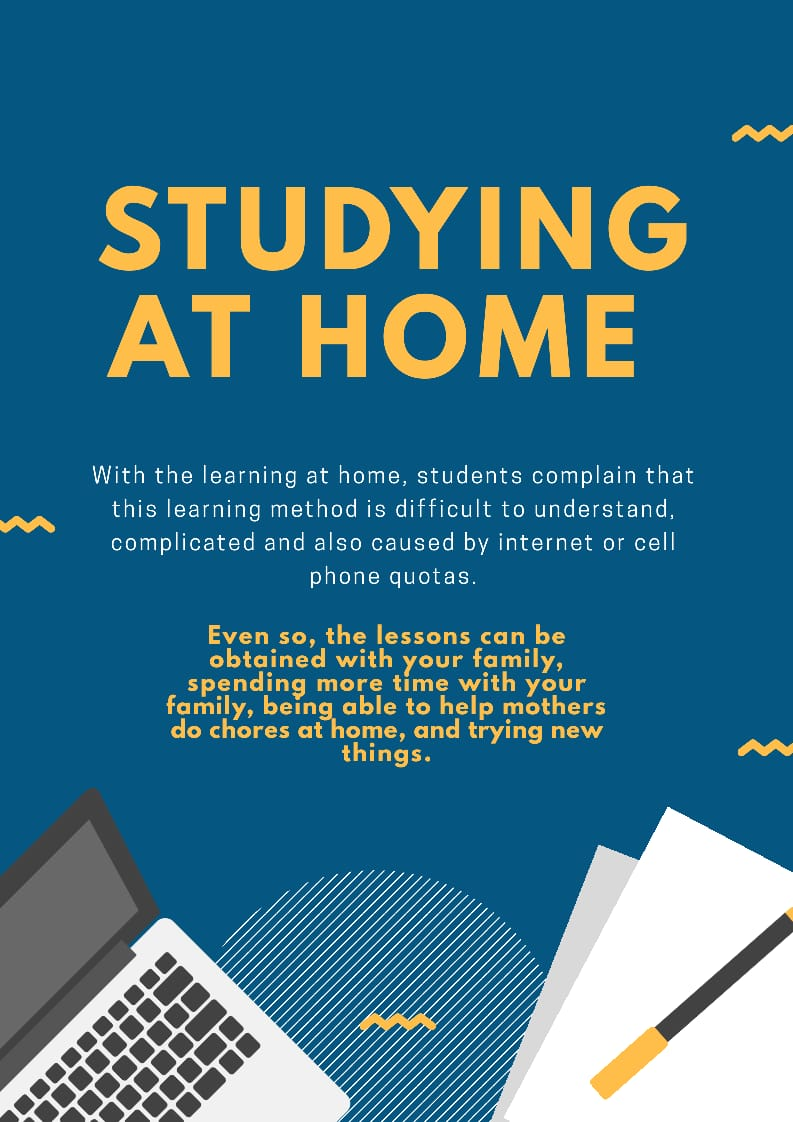 STUDYING
AT HOME
With the learning at home, students complain that
this learning method is difficult to understand,
complicated and also caused by internet or cell
phone quotas.
Even so, the lessons can be
obtained with your family,
spending more time with your
family, being able to help mothers
do chores at home, and trying new
things.